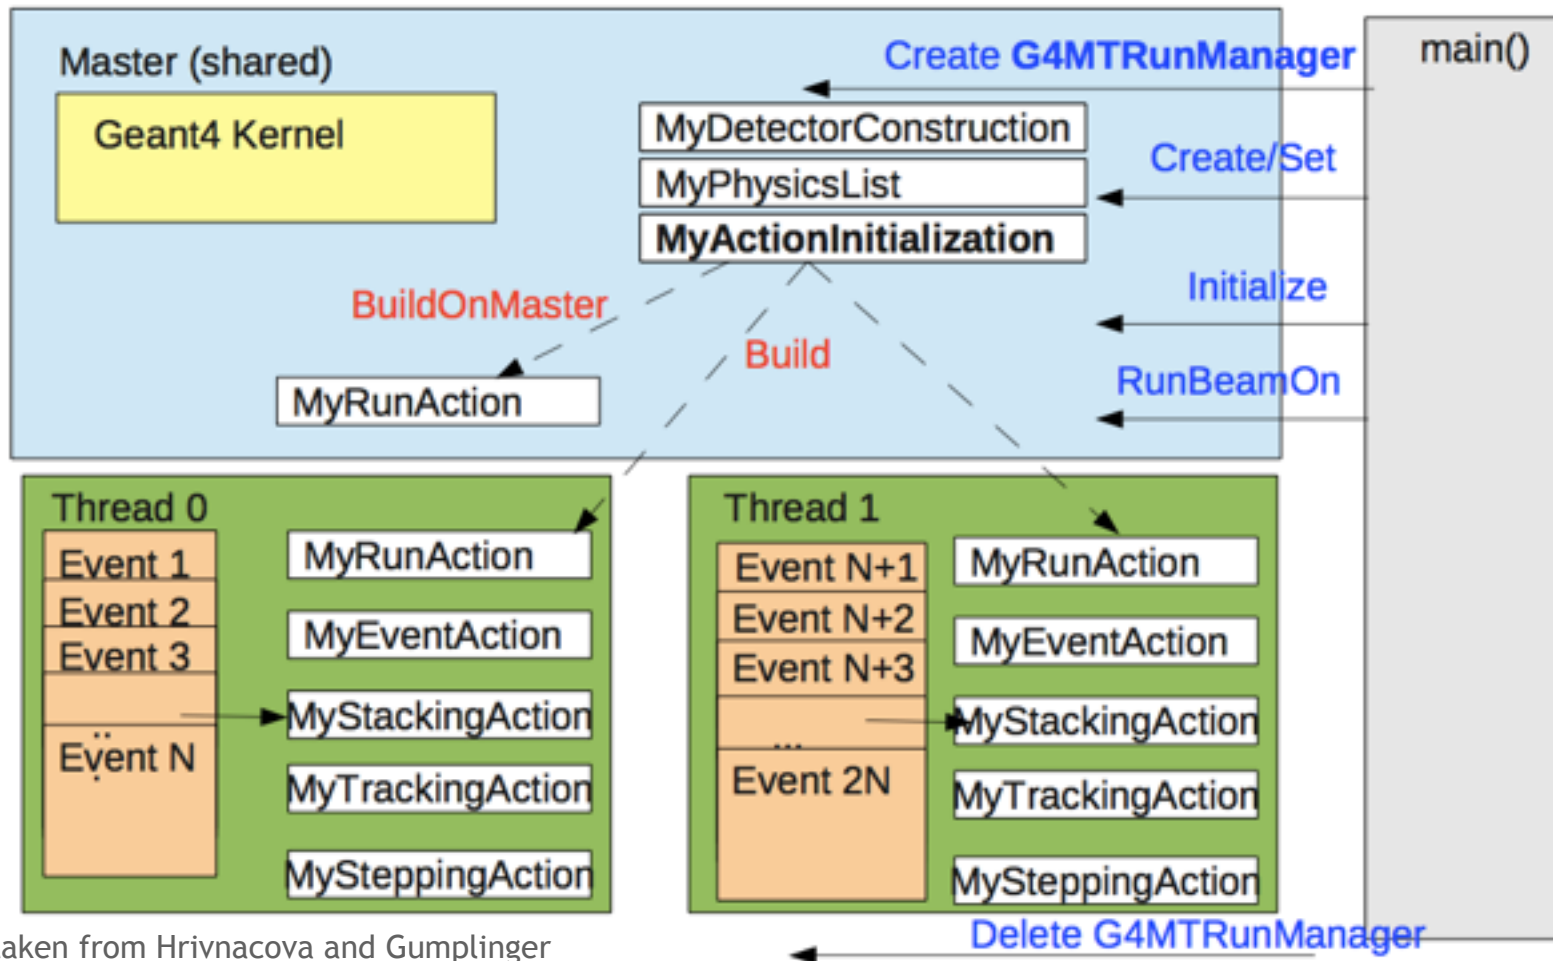 Master (shared)
Geant4 Kernel
Create G4MTRunManager
main()
MyDetectorConstruction
Create/Set
MyPhysicsList
MyActionInitialization
Initialize
BuildOnMaster
Build
RunBeamOn
MyRunAction
Thread 0
Event 1
Event 2
Event 3
...
Event N
MyRunAction
MyEventAction
MyStackingAction
MyTrackingAction
MySteppingAction
Thread 1
Event N+1
Event N+2
Event N+3
...
Event 2N
MyRunAction
MyEventAction
MyStackingAction
MyTrackingAction
MySteppingAction
Delete G4MTRunManager
aken from Hrivnacova and Gumplinger